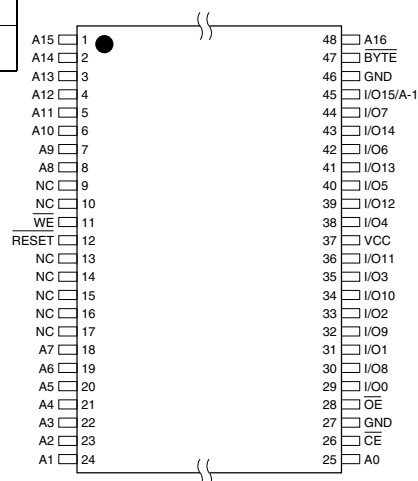 A15 1 48 A16
A14 2 47 BYTE
A13 3 46 GND
A12 4 45 I/O15/A-1
A11 5 44 I/O7
A10 6 43 I/O14
A9 7 42 I/O6
A8 8 41 I/O13
NC 9 40 I/O5
NC 10 39 I/O12
WE 11 38 I/O4
RESET 12 37 VCC
NC 13 36 I/O11
NC 14 35 I/O3
NC 15 34 I/O10
NC 16 33 I/O2
NC 17 32 I/O9
A7 18 31 I/O1
A6 19 30 I/O8
A5 20 29 I/O0
A4 21 28 OE
A3 22 27 GND
A2 23 26 CE
A1 24 25 A0